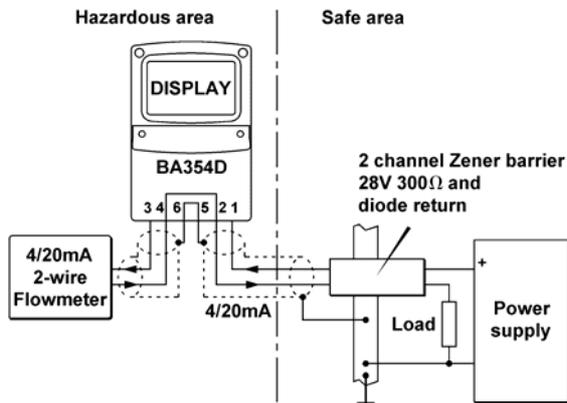 Hazardous area
Safe area
DISPLAY
BA354D
3 4 6 5 2 1
2 channel Zener barrier
28V 300Ω and
diode return
4/20mA
2-wire
Flowmeter
4/20mA
Load
+
Power
supply